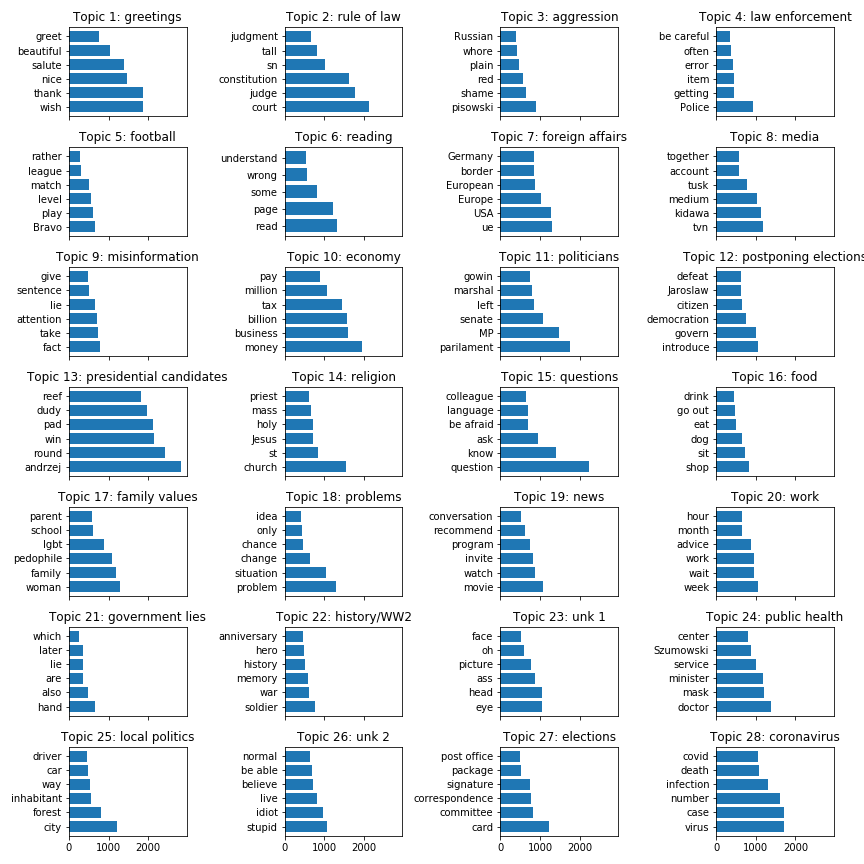 Topic 1: greetings
greet
beautiful
salute
nice
thank
wish
Topic 2: rule of law
judgment
tall
sn
constitution
judge
court
Topic 3: aggression
Russian
whore
plain
red
shame
pisowski
Topic 4: law enforcement
be careful
often
error
item
getting
Police
Topic 5: football
rather
league
match
level
play
Bravo
Topic 6: reading
understand
wrong
some
page
read
Topic 7: foreign affairs
Germany
border
European
Europe
USA
ue
Topic 8: media
together
account
tusk
medium
kidawa
tvn
Topic 9: misinformation
give
sentence
lie
attention
take
fact
Topic 10: economy
pay
million
tax
billion
business
money
Topic 11: politicians
gowin
marshal
left
senate
MP
parilament
Topic 12: postponing elections
defeat
Jaroslaw
citizen
democration
govern
introduce
Topic 13: presidential candidates
reef
dudy
pad
win
round
andrzej
Topic 14: religion
priest
mass
holy
Jesus
st
church
Topic 15: questions
colleague
language
be afraid
ask
know
question
Topic 16: food
drink
go out
eat
dog
sit
shop
Topic 17: family values
parent
school
lgbt
pedophile
family
woman
Topic 18: problems
idea
only
chance
change
situation
problem
Topic 19: news
conversation
recommend
program
invite
watch
movie
Topic 20: work
hour
month
advice
work
wait
week
Topic 21: government lies
which
later
lie
are
also
hand
Topic 22: history/WW2
anniversary
hero
history
memory
war
soldier
Topic 23: unk 1
face
oh
picture
ass
head
eye
Topic 24: public health
center
Szumowski
service
minister
mask
doctor
Topic 25: local politics
driver
car
way
inhabitant
forest
city
0 1000 2000
Topic 26: unk 2
normal
be able
believe
live
idiot
stupid
0 1000 2000
Topic 27: elections
post office
package
signature
correspondence
committee
card
0 1000 2000
Topic 28: coronavirus
covid
death
infection
number
case
virus
0 1000 2000